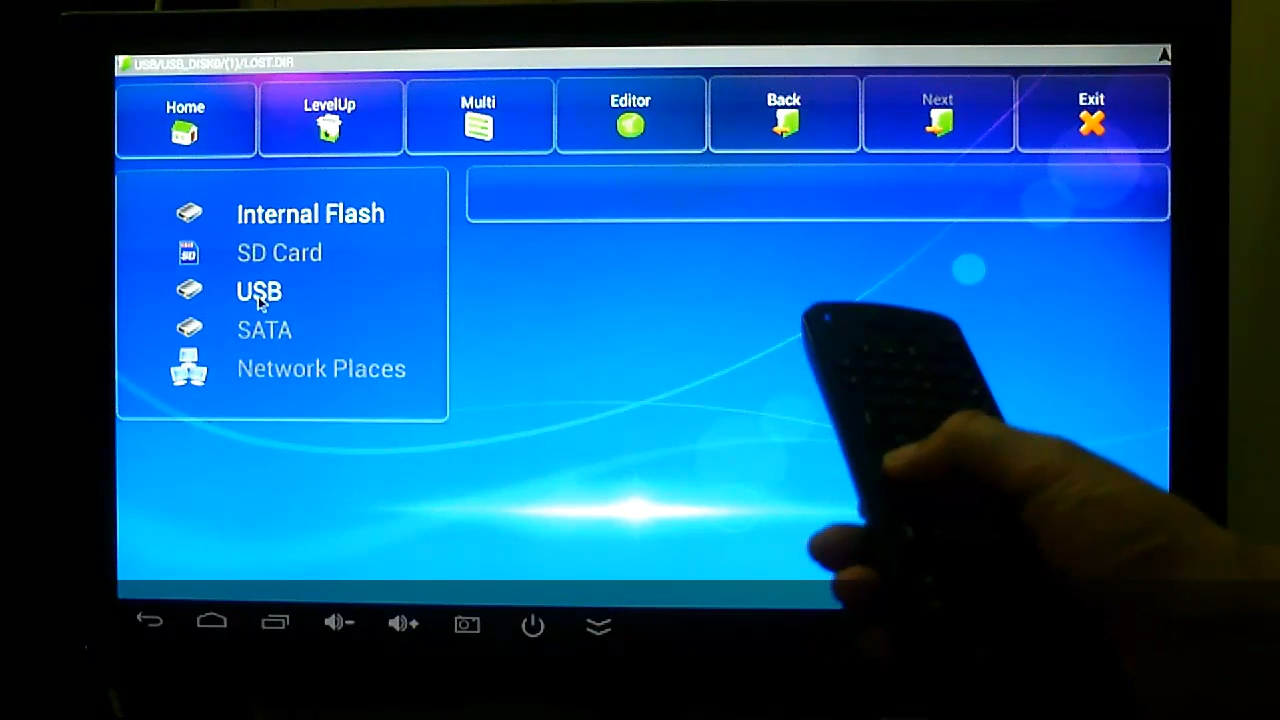 USB/USB_DISK0/(1)/LOST.DIR
Home
LevelUp
Multi
Editor
Back
Next
Exit
Internal Flash
SD Card
USB
SATA
Network Places
SD